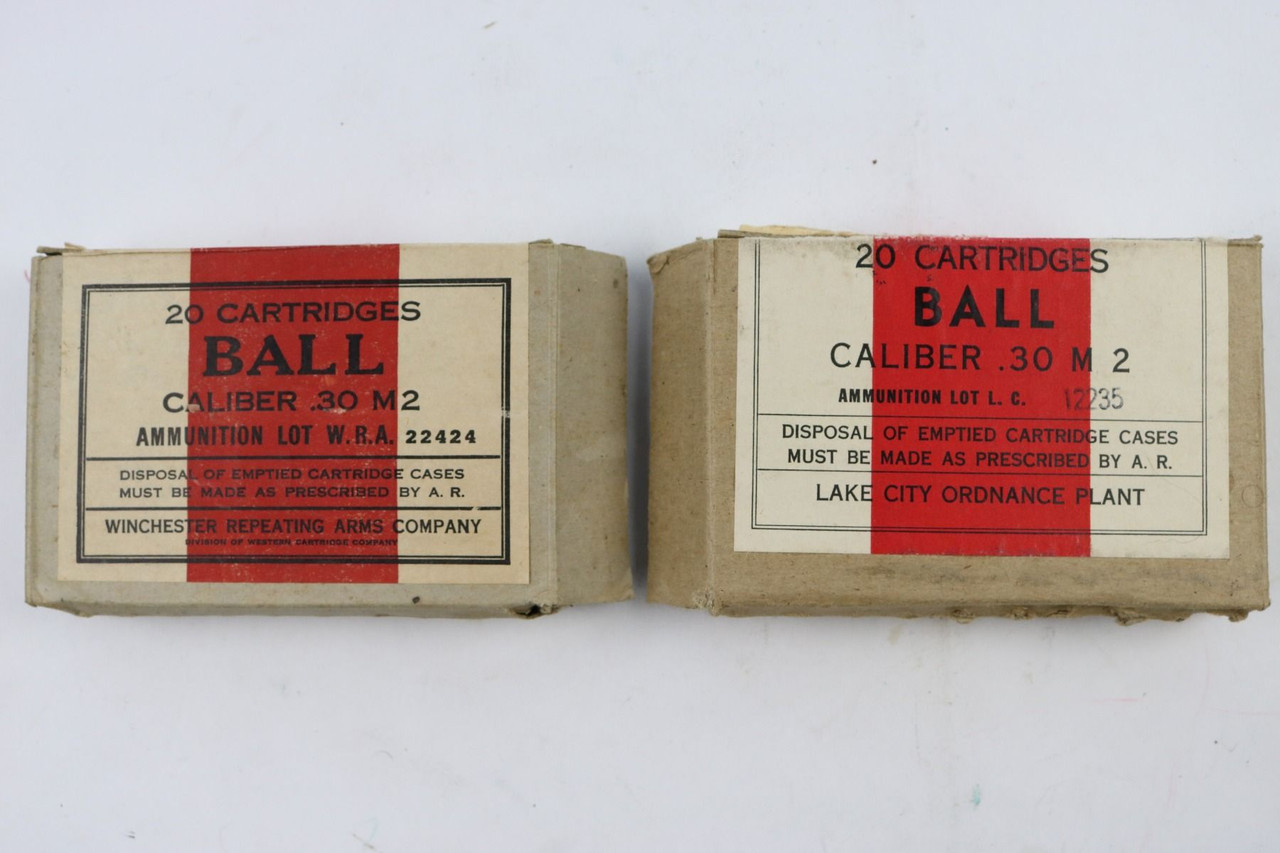 20 CARTRIDGES
BALL
CALIBER .30 M2
AMMUNITION LOT W.R.A. 22424
DISPOSAL OF EMPTIED CARTRIDGE CASES
MUST BE MADE AS PRESCRIBED BY A. R.
WINCHESTER REPEATING ARMS COMPANY
DIVISION OF WESTERN CARTRIDGE COMPANY
20 CARTRIDGES
BALL
CALIBER .30 M 2
AMMUNITION LOT L. C. 12235
DISPOSAL OF EMPTIED CARTRIDGE CASES
MUST BE MADE AS PRESCRIBED BY A. R.
LAKE CITY ORDNANCE PLANT